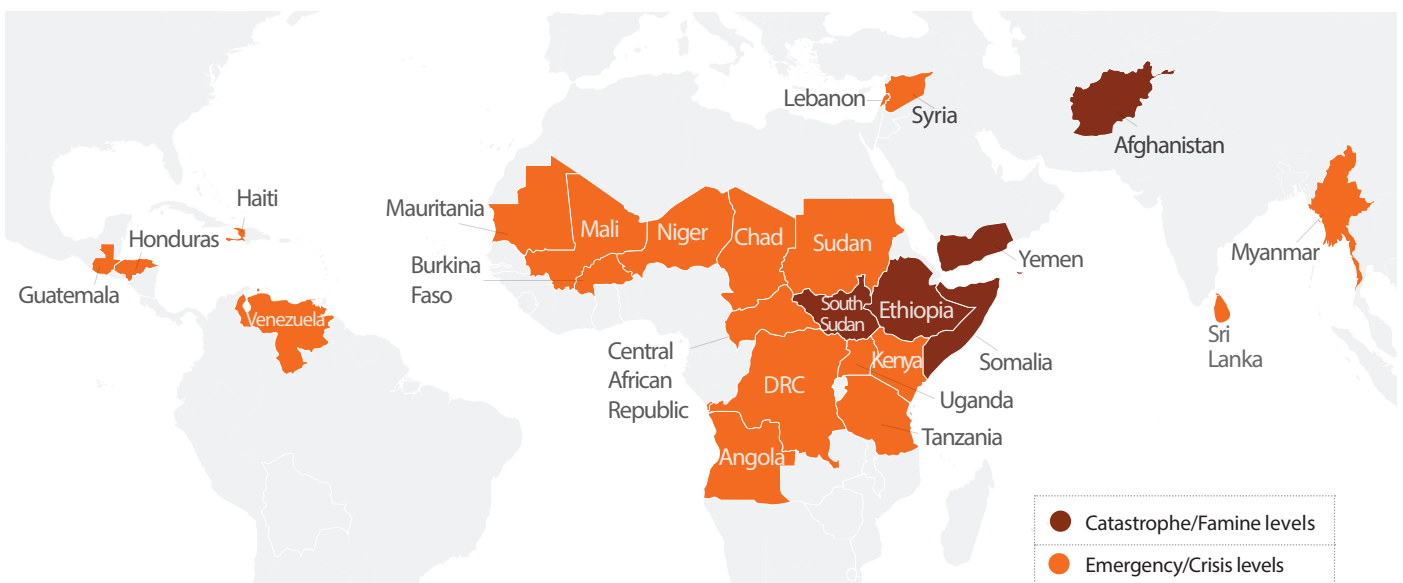 Lebanon
Syria
Afghanistan
Haiti
Honduras
Guatemala
Venezuela
Mauritania
Mali
Niger
Chad
Sudan
Burkina
Faso
Yemen
Myanmar
South
Sudan
Ethiopia
Somalia
Sri
Lanka
Central
African
Republic
DRC
Kenya
Uganda
Tanzania
Angola
Catastrophe/Famine levels
Emergency/Crisis levels